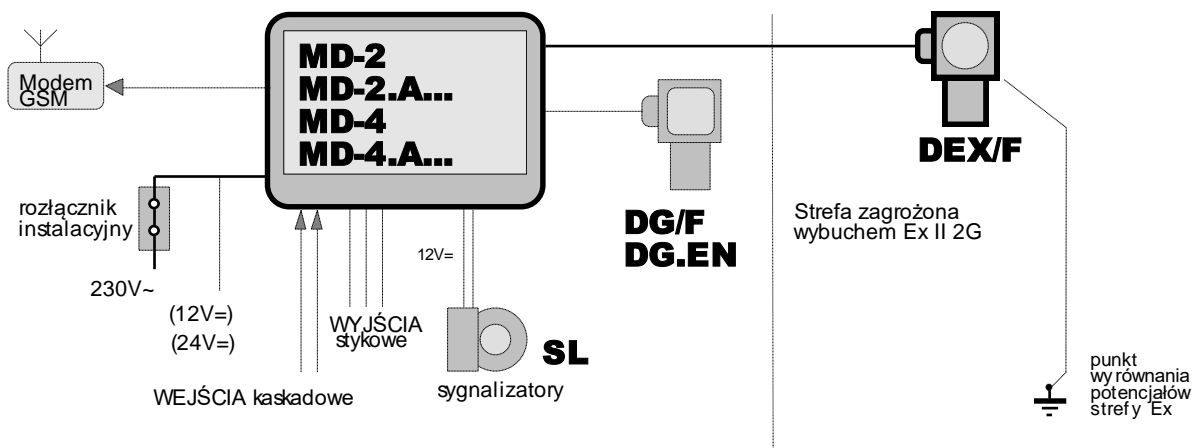 Modem
GSM
MD-2
MD-2.A...
MD-4
MD-4.A...
DEX/F
DG/F
DG.EN
Strefa zagrożona
wybuchem Ex II 2G
rozłącznik
instalacyjny
230V~
(12V=)
(24V=)
WEJŚCIA kaskadowe
WYJŚCIA
stykowe
12V=
SL
sygnalizatory
punkt
wyrównania
potencjałów
strefy Ex